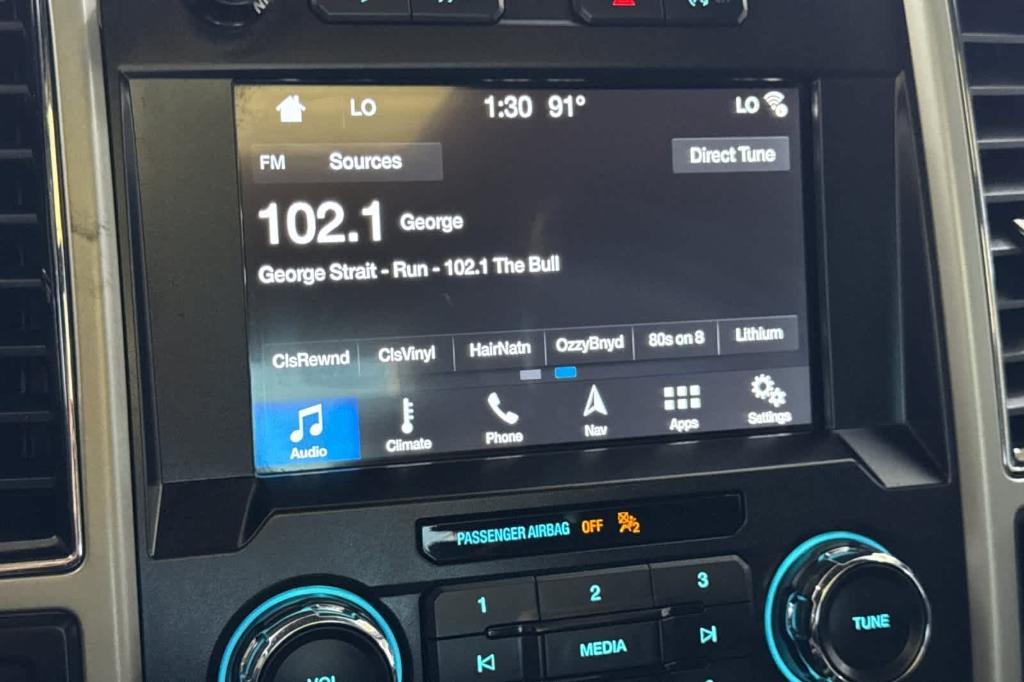 LO 1:30 91° LO
FM Sources Direct Tune
102.1 George
George Strait - Run - 102.1 The Bull
ClsRewnd ClsVinyl HairNatn OzzyBnyd 80s on 8 Lithium
Audio Climate Phone Nav Apps Settings
PASSENGER AIRBAG OFF 2
1 2 3
MEDIA TUNE
VOL